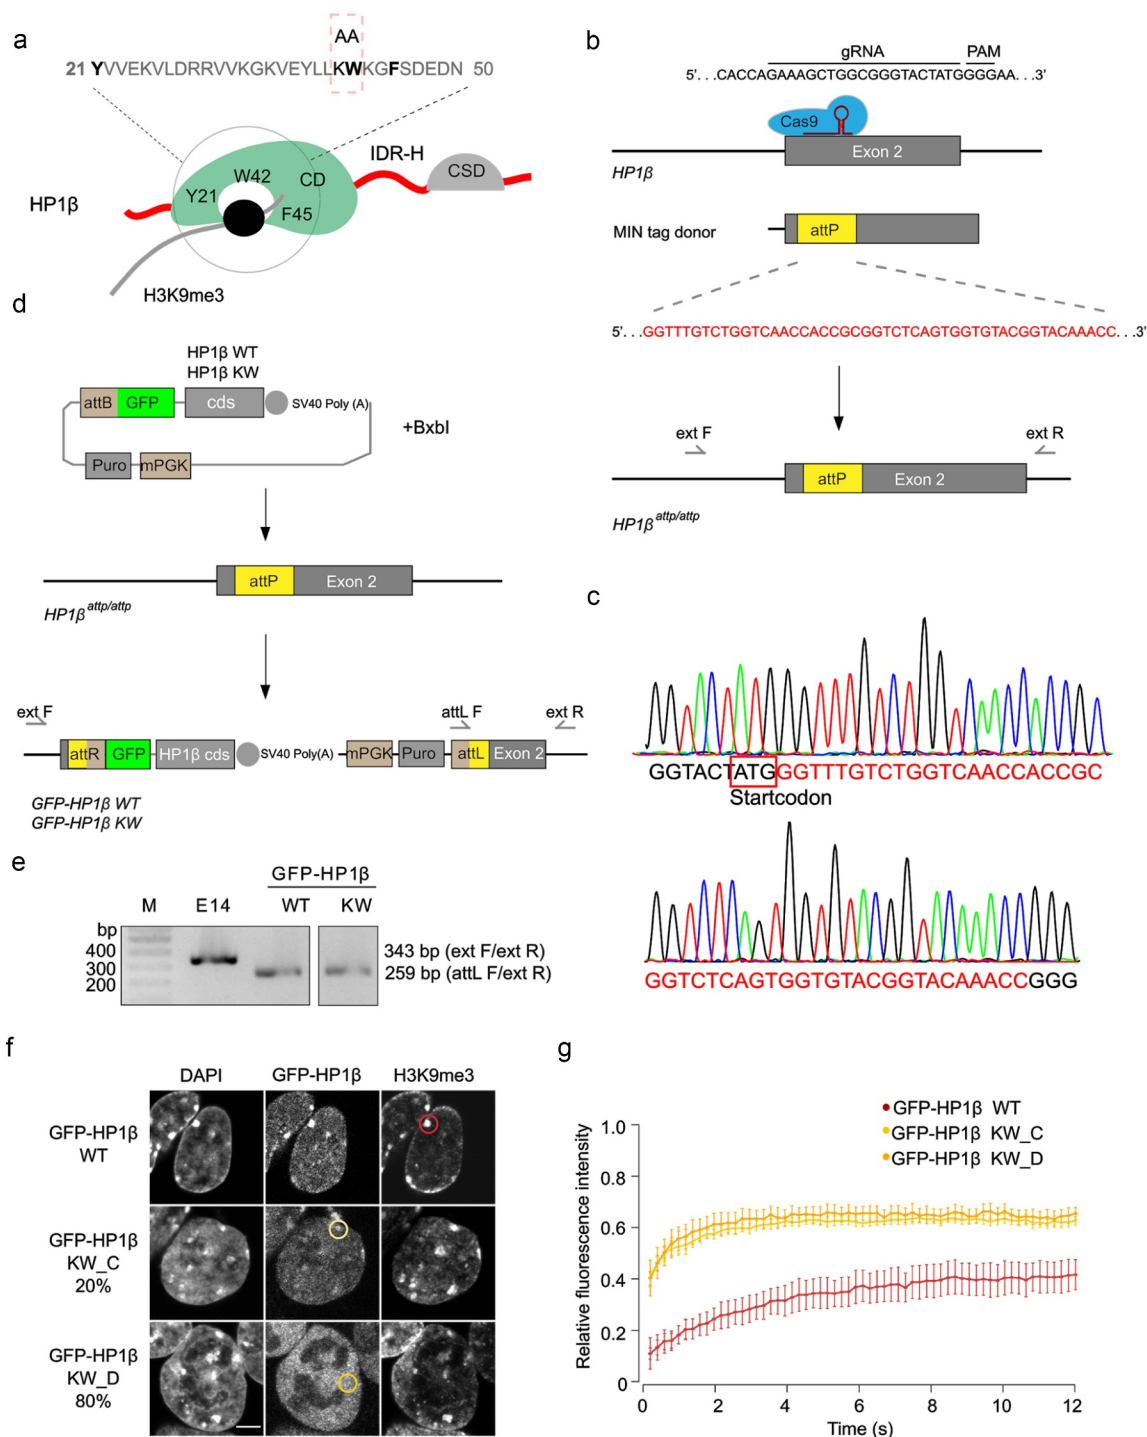 a
AA
21 YVVEKVLDRRVVKGKVEYLLKWKGFSDEDN 50
IDR-H
CSD
W42
CD
Y21
F45
HP1β
H3K9me3
b
gRNA
PAM
5'...CACCAGAAAGCTGGCGGGTACTATGGGGAA...3'
Cas9
Exon 2
HP1β
attP
MIN tag donor
5'...GGTTTGTCTGGTCAACCACCGCGGTCTCAGTGGTGTACGGTACAAACC...3'
ext F
ext R
attP
Exon 2
HP1β attp/attp
c
GGTACTATGGGTTTGTCTGGTCAACCACCGC
Startcodon
GGTCTCAGTGGTGTACGGTACAAACCGGG
d
HP1β WT
HP1β KW
attB
GFP
cds
SV40 Poly (A)
+BxbI
Puro
mPGK
attP
Exon 2
HP1β attp/attp
ext F
attL F
ext R
attR
GFP
HP1β cds
SV40 Poly(A)
mPGK
Puro
attL
Exon 2
GFP-HP1β WT
GFP-HP1β KW
e
GFP-HP1β
M
E14
WT
KW
bp
400
300
200
343 bp (ext F/ext R)
259 bp (attL F/ext R)
f
DAPI
GFP-HP1β
H3K9me3
GFP-HP1β
WT
GFP-HP1β
KW_C
20%
GFP-HP1β
KW_D
80%
g
GFP-HP1β WT
GFP-HP1β KW_C
GFP-HP1β KW_D
Relative fluorescence intensity
1.0
0.8
0.6
0.4
0.2
0
0
2
4
6
8
10
12
Time (s)